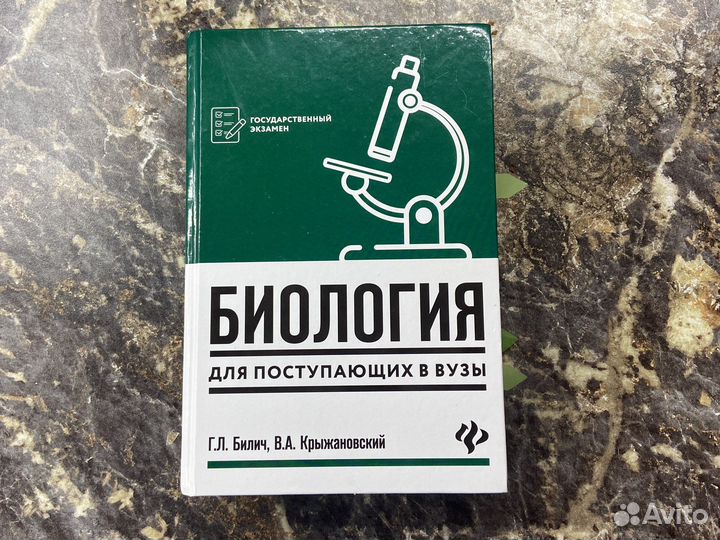 ГОСУДАРСТВЕННЫЙ
ЭКЗАМЕН
БИОЛОГИЯ
ДЛЯ ПОСТУПАЮЩИХ В ВУЗЫ
Г.Л. Билич, В.А. Крыжановский
Avito